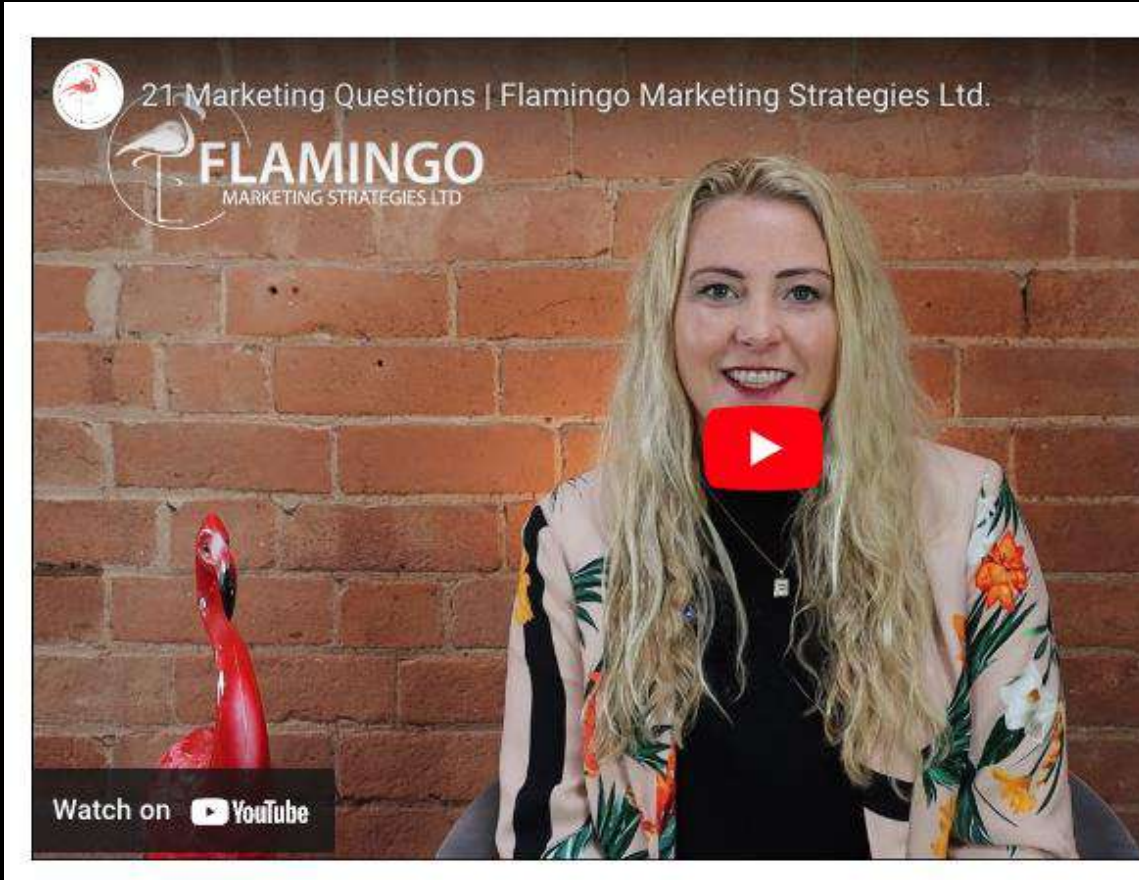 21 Marketing Questions | Flamingo Marketing Strategies Ltd.
FLAMINGO
MARKETING STRATEGIES LTD
Watch on YouTube